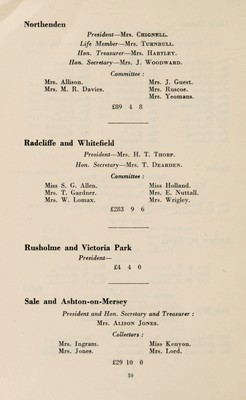 Northenden
President—Mrs. CHIGNELL.
Life Member—Mrs. TURNBULL.
Hon. Treasurer—Mrs. HARTLEY.
Hon. Secretary—Mrs. J. WOODWARD.
Committee :
Mrs. Allison. Mrs. J. Guest.
Mrs. M. R. Davies. Mrs. Ruscoe.
Mrs. Yeomans.
£89 4 8
Radcliffe and Whitefield
President—Mrs. H. T. THORP.
Hon. Secretary—Mrs. T. DEARDEN.
Committee :
Miss S. G. Allen. Miss Holland.
Mrs. T. Gardner. Mrs. E. Nuttall.
Mrs. W. Lomax. Mrs. Wrigley.
£283 9 6
Rusholme and Victoria Park
President—
£4 4 0
Sale and Ashton-on-Mersey
President and Hon. Secretary and Treasurer :
Mrs. ALISON JONES.
Collectors :
Mrs. Ingram. Miss Kenyon.
Mrs. Jones. Mrs. Lord.
£29 10 0